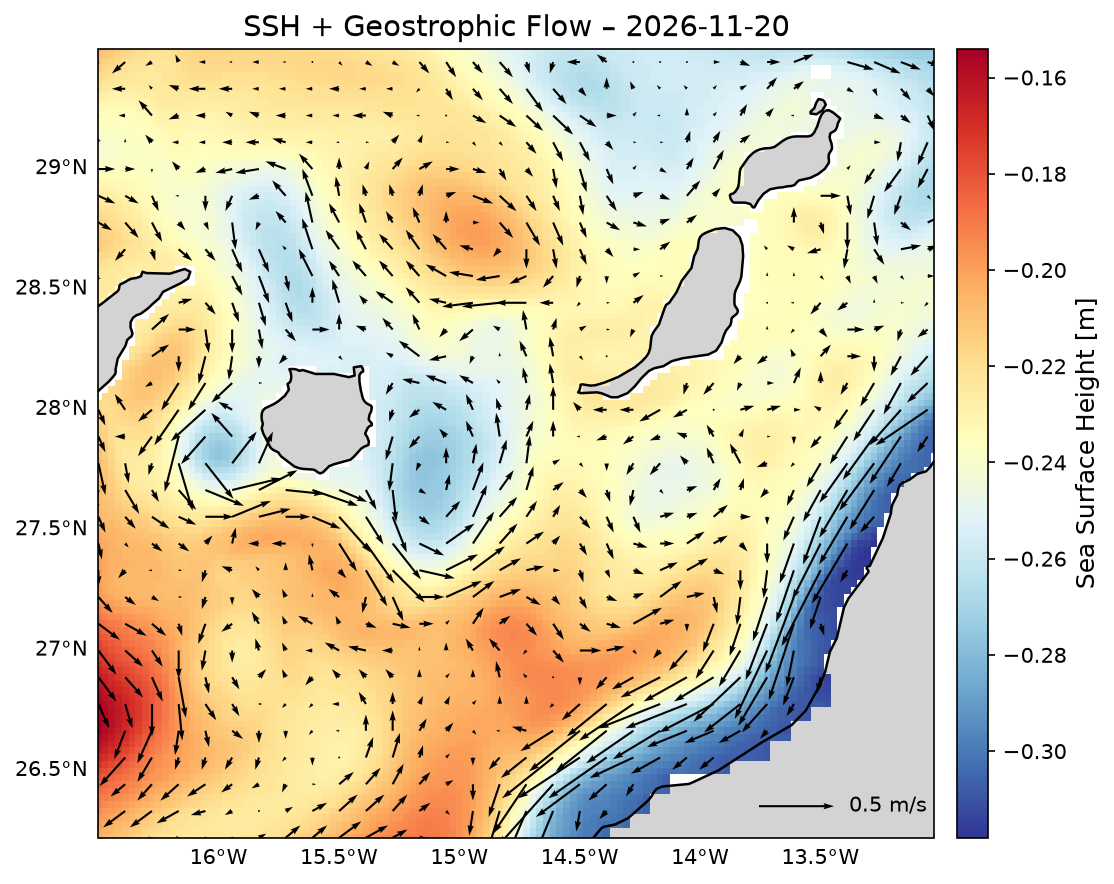 SSH + Geostrophic Flow – 2026-11-20
29°N
28.5°N
28°N
27.5°N
27°N
26.5°N
16°W
15.5°W
15°W
14.5°W
14°W
13.5°W
0.5 m/s
−0.16
−0.18
−0.20
−0.22
−0.24
−0.26
−0.28
−0.30
Sea Surface Height [m]